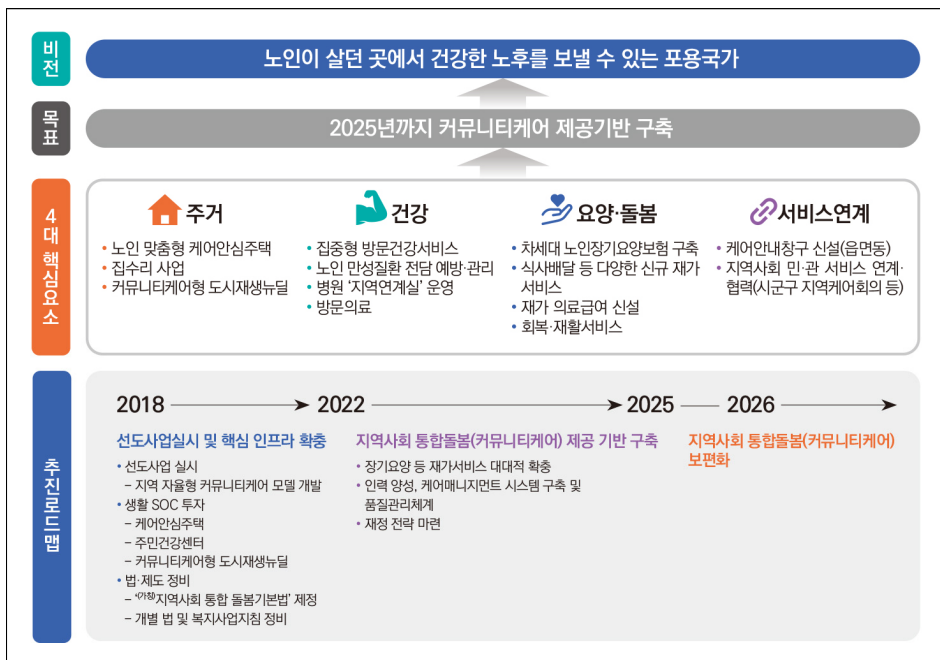 비전
노인이 살던 곳에서 건강한 노후를 보낼 수 있는 포용국가
목표
2025년까지 커뮤니티케어 제공기반 구축
4대 핵심요소
주거
• 노인 맞춤형 케어안심주택
• 집수리 사업
• 커뮤니티케어형 도시재생뉴딜
건강
• 집중형 방문건강서비스
• 노인 만성질환 전담 예방·관리
• 병원 '지역연계실' 운영
• 방문의료
요양·돌봄
• 차세대 노인장기요양보험 구축
• 식사배달 등 다양한 신규 재가
서비스
• 재가 의료급여 신설
• 회복·재활서비스
서비스연계
• 케어안내창구 신설(읍면동)
• 지역사회 민·관 서비스 연계·
협력(시군구 지역케어회의 등)
추진로드맵
2018 2022 2025 2026
선도사업실시 및 핵심 인프라 확충
• 선도사업 실시
– 지역 자율형 커뮤니티케어 모델 개발
• 생활 SOC 투자
– 케어안심주택
– 주민건강센터
– 커뮤니티케어형 도시재생뉴딜
• 법·제도 정비
– '(가칭)지역사회 통합 돌봄기본법' 제정
– 개별 법 및 복지사업지침 정비
지역사회 통합돌봄(커뮤니티케어) 제공 기반 구축
• 장기요양 등 재가서비스 대대적 확충
• 인력 양성, 케어매니지먼트 시스템 구축 및
품질관리체계
• 재정 전략 마련
지역사회 통합돌봄(커뮤니티케어)
보편화